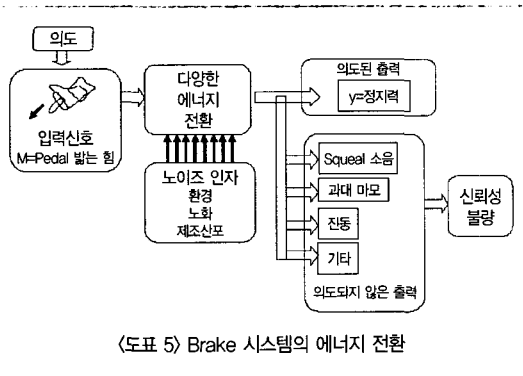 의도
입력신호
M=Pedal 밟는 힘
다양한
에너지
전환
노이즈 인자
환경
노화
제조산포
의도된 출력
y=정지력
Squeal 소음
과대 마모
진동
기타
의도되지 않은 출력
신뢰성
불량
〈도표 5〉 Brake 시스템의 에너지 전환